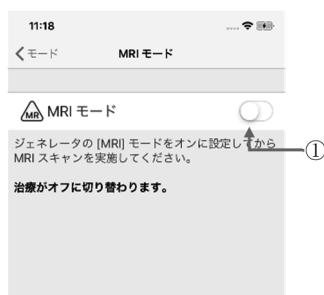 11:18
モード
MRI モード
MR MRI モード
ジェネレータの [MRI] モードをオンに設定してから
MRI スキャンを実施してください。
治療がオフに切り替わります。
①